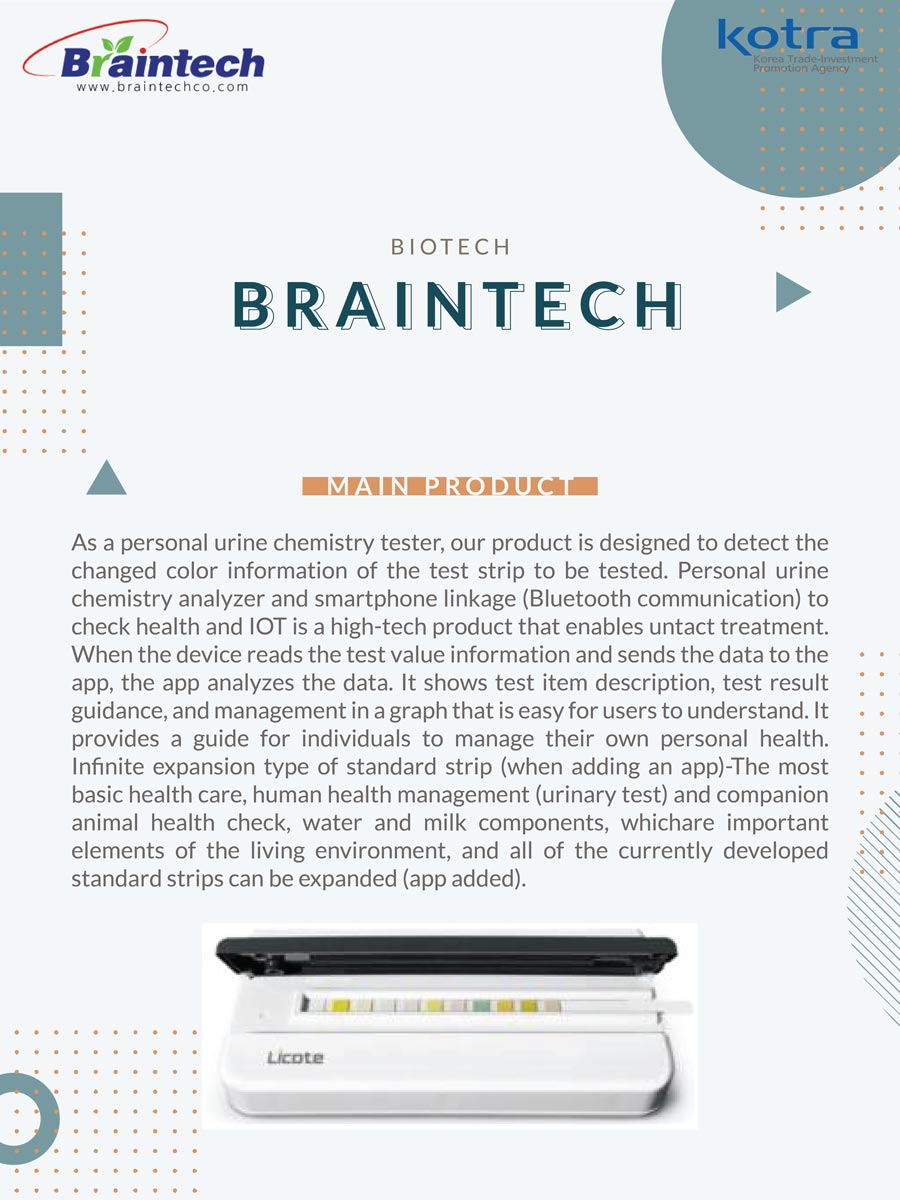 Braintech
www.braintechco.com
kotra
Korea Trade-Investment
Promotion Agency
BIOTECH
BRAINTECH
MAIN PRODUCT
As a personal urine chemistry tester, our product is designed to detect the
changed color information of the test strip to be tested. Personal urine
chemistry analyzer and smartphone linkage (Bluetooth communication) to
check health and IOT is a high-tech product that enables untact treatment.
When the device reads the test value information and sends the data to the
app, the app analyzes the data. It shows test item description, test result
guidance, and management in a graph that is easy for users to understand. It
provides a guide for individuals to manage their own personal health.
Infinite expansion type of standard strip (when adding an app)-The most
basic health care, human health management (urinary test) and companion
animal health check, water and milk components, whichare important
elements of the living environment, and all of the currently developed
standard strips can be expanded (app added).
Licote